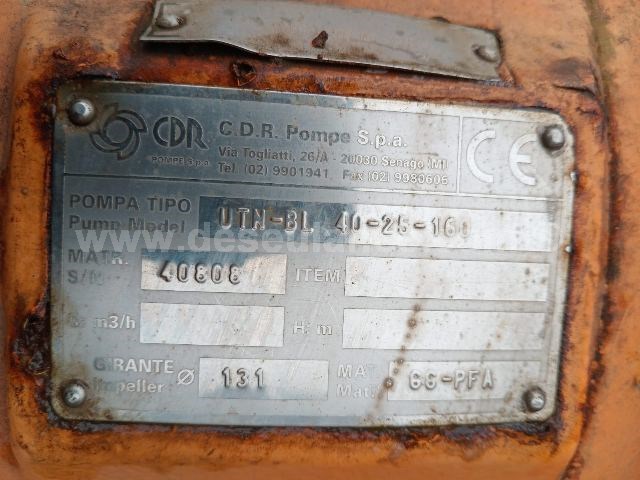 CDR C.D.R. Pompe S.p.a.
POMPE S.p.a. Via Togliatti, 26/A - 20030 Senago (MI)
Tel. (02) 9901941 Fax (02) 9980606
CE
POMPA TIPO
Pump Model UTN-BL 40-25-160
MATR.
S/N 40808 ITEM
m3/h H: m
GIRANTE
Impeller Ø 131 MAT.
Mat. GG-PFA